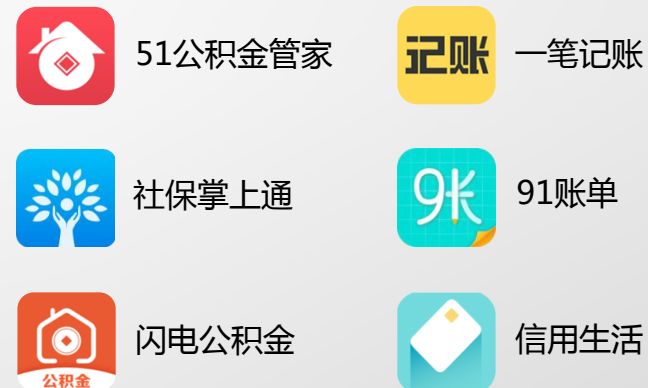 51公积金管家
记账 一笔记账
社保掌上通
9账 91账单
闪电公积金
公积金
信用生活